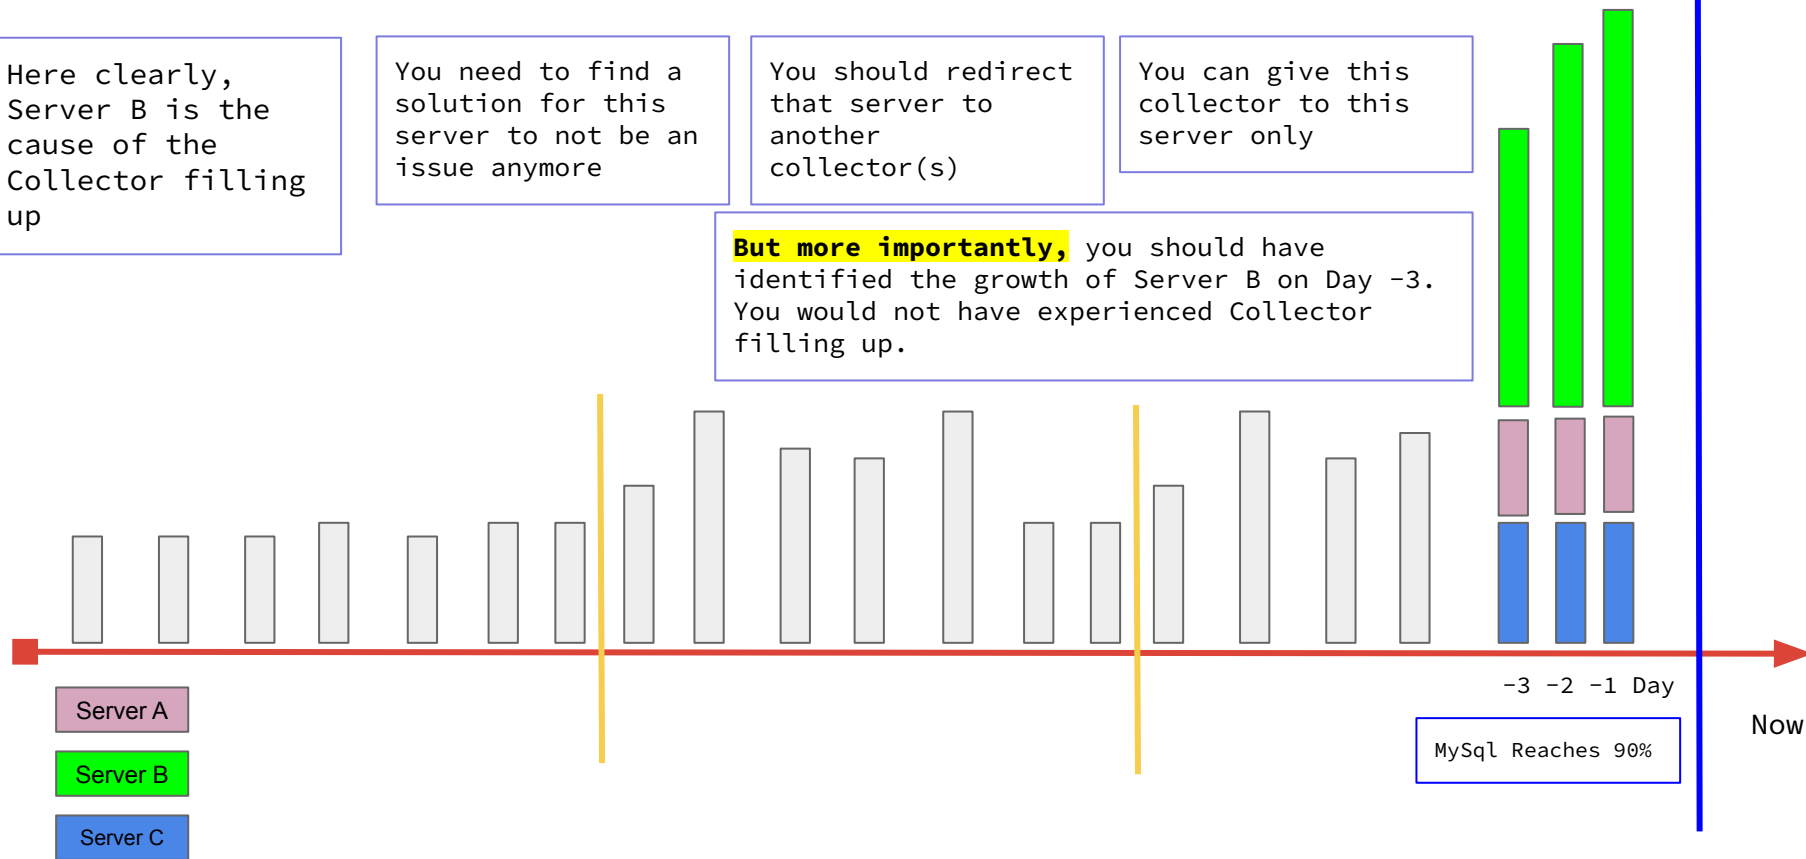 Here clearly,
Server B is the
cause of the
Collector filling
up
You need to find a
solution for this
server to not be an
issue anymore
You should redirect
that server to
another
collector(s)
You can give this
collector to this
server only
But more importantly, you should have
identified the growth of Server B on Day -3.
You would not have experienced Collector
filling up.
-3 -2 -1 Day
Now
MySql Reaches 90%
Server A
Server B
Server C